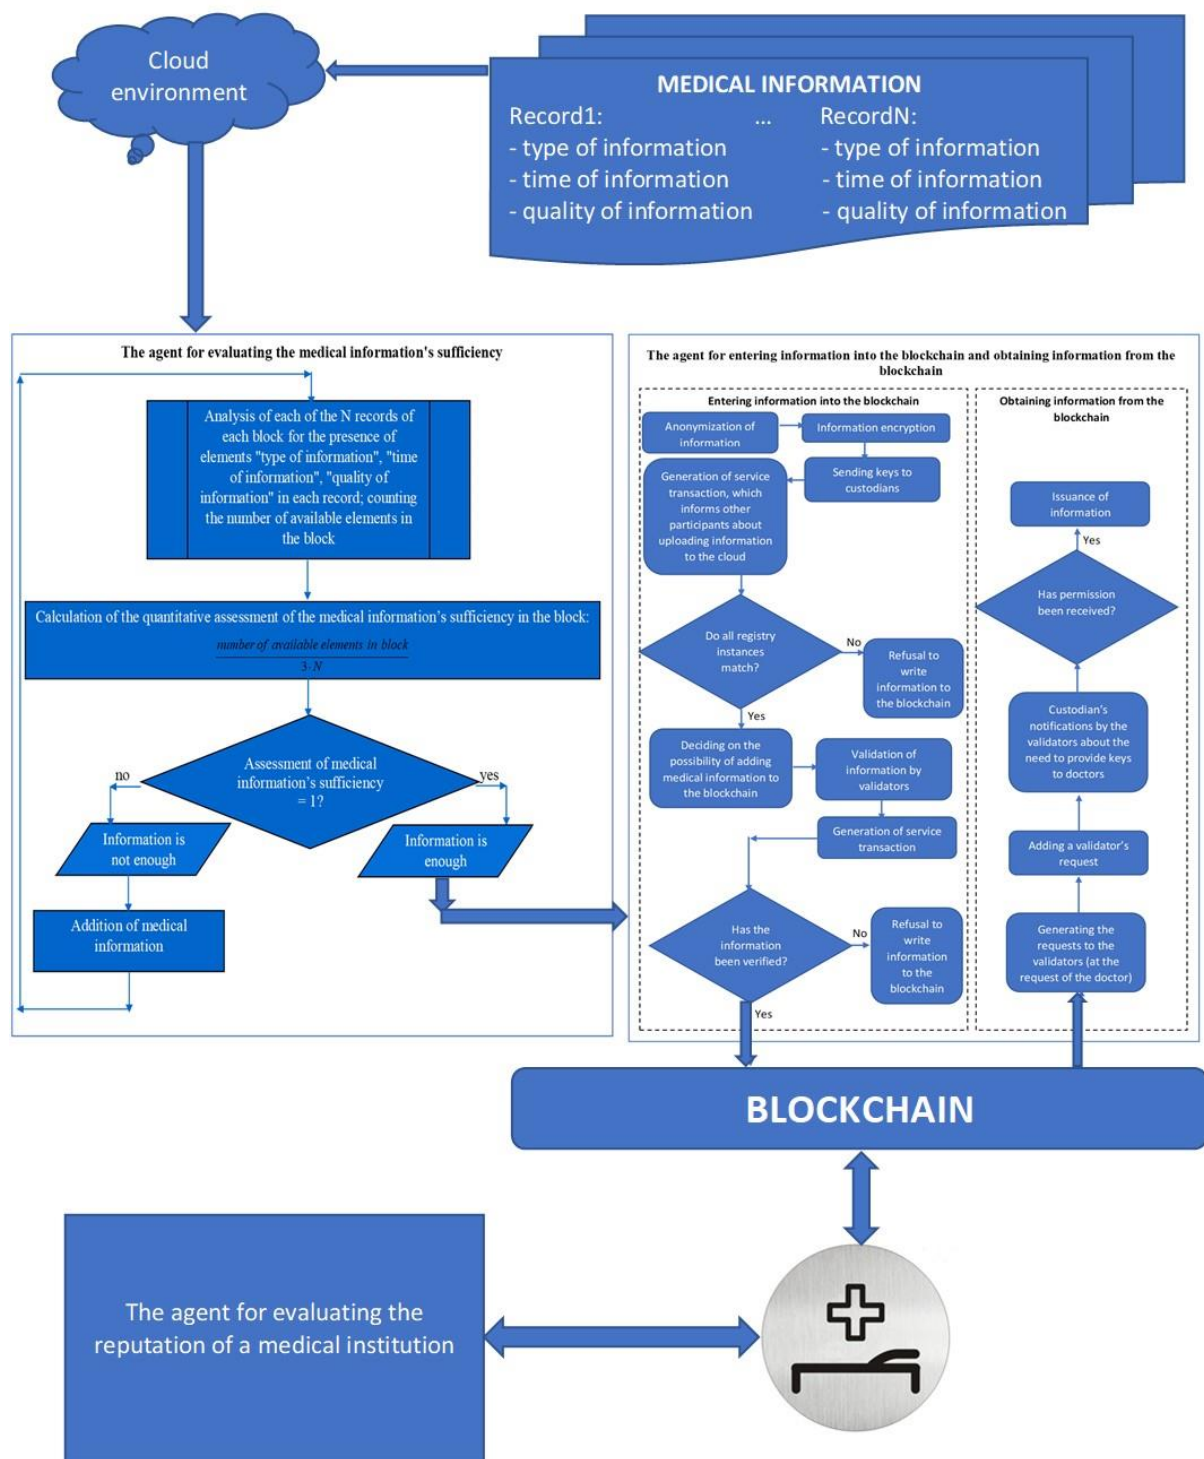 Cloud
environment
MEDICAL INFORMATION
Record1: ... RecordN:
- type of information - type of information
- time of information - time of information
- quality of information - quality of information
The agent for evaluating the medical information's sufficiency
Analysis of each of the N records of
each block for the presence of
elements "type of information", "time
of information", "quality of
information" in each record; counting
the number of available elements in
the block
Calculation of the quantitative assessment of the medical information's sufficiency in the block:
number of available elements in block
3·N
Assessment of medical
information's sufficiency
= 1?
no
yes
Information is
not enough
Information is
enough
Addition of medical
information
The agent for entering information into the blockchain and obtaining information from the
blockchain
Entering information into the blockchain
Anonymization of
information
Information encryption
Sending keys to
custodians
Generation of service
transaction, which
informs other
participants about
uploading information
to the cloud
Do all registry
instances
match?
No
Refusal to
write
information to
the blockchain
Yes
Deciding on the
possibility of adding
medical information to
the blockchain
Validation of
information by
validators
Generation of service
transaction
Has the
information
been verified?
No
Refusal to
write
information
to the
blockchain
Yes
Obtaining information from the
blockchain
Issuance of
information
Yes
Has permission
been received?
Custodian's
notifications by the
validators about the
need to provide keys
to doctors
Adding a validator's
request
Generating the
requests to the
validators (at the
request of the doctor)
BLOCKCHAIN
The agent for evaluating the
reputation of a medical institution